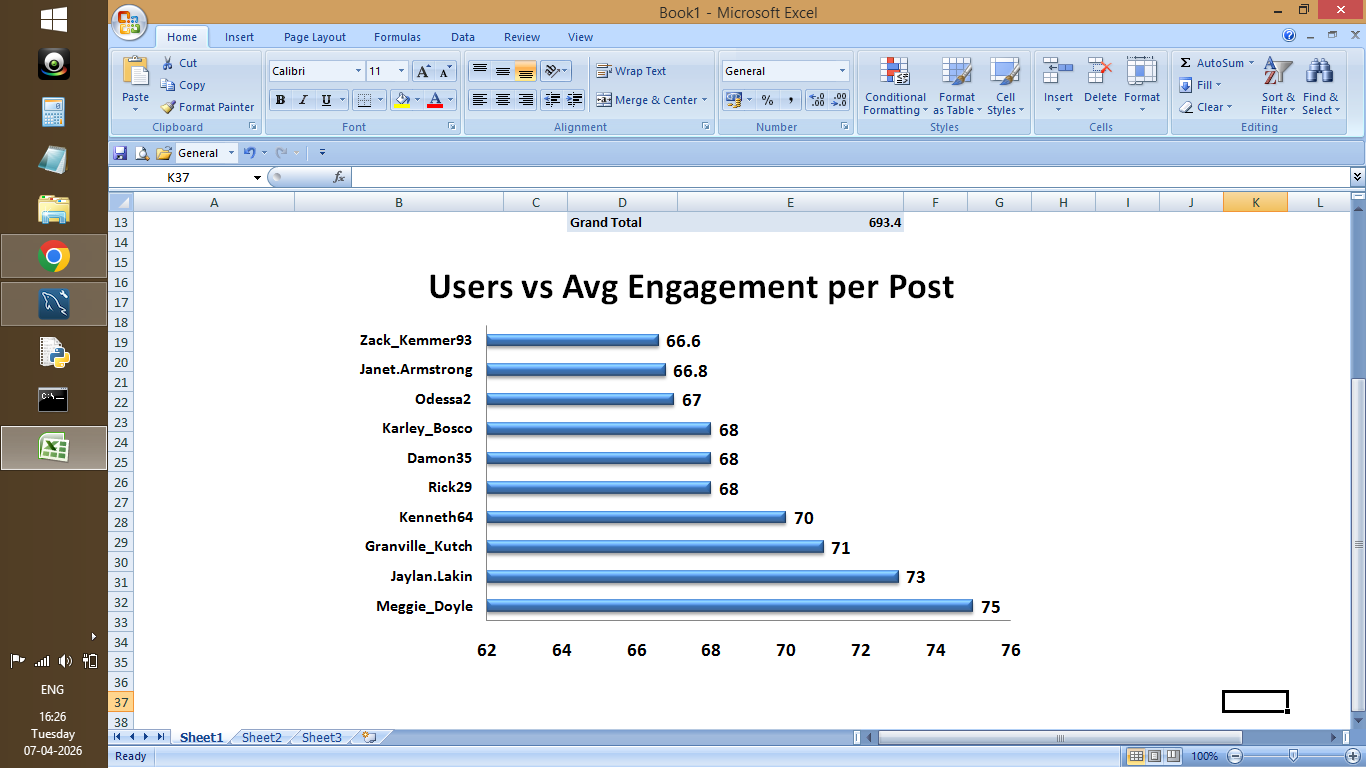 Book1 - Microsoft Excel
Home Insert Page Layout Formulas Data Review View
Paste
Cut
Copy
Format Painter
Clipboard
Calibri 11
B I U
Font
Wrap Text
Merge & Center
Alignment
General
% ,
Number
Conditional Formatting
Format as Table
Cell Styles
Styles
Insert Delete Format
Cells
AutoSum
Fill
Clear
Sort & Filter
Find & Select
Editing
General
K37 fx
A B C D E F G H I J K L
13 Grand Total 693.4
14
15
16
17
18
19
20
21
22
23
24
25
26
27
28
29
30
31
32
33
34
35
36
37
38
Users vs Avg Engagement per Post
Zack_Kemmer93 66.6
Janet.Armstrong 66.8
Odessa2 67
Karley_Bosco 68
Damon35 68
Rick29 68
Kenneth64 70
Granville_Kutch 71
Jaylan.Lakin 73
Meggie_Doyle 75
62 64 66 68 70 72 74 76
Sheet1 Sheet2 Sheet3
Ready 100%
C:\
ENG
16:26
Tuesday
07-04-2026